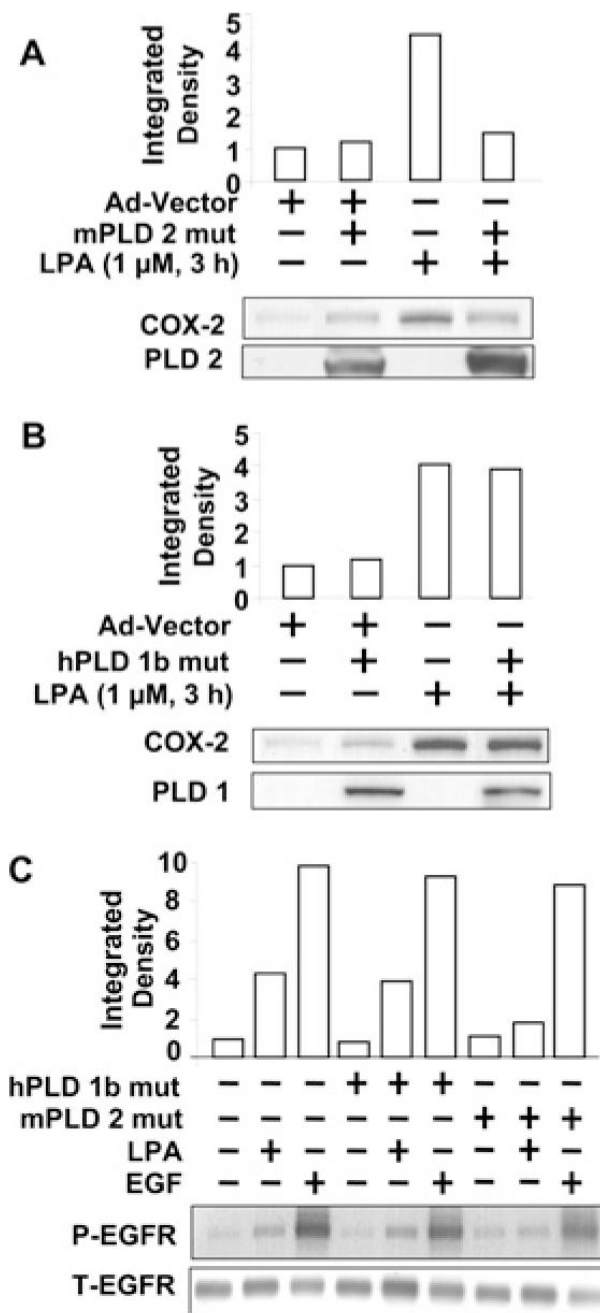 A
Integrated Density
5
4
3
2
1
0
Ad-Vector + + − −
mPLD 2 mut − + − +
LPA (1 µM, 3 h) − − + +
COX-2
PLD 2
B
Integrated Density
5
4
3
2
1
0
Ad-Vector + + − −
hPLD 1b mut − + − +
LPA (1 µM, 3 h) − − + +
COX-2
PLD 1
C
Integrated Density
10
8
6
4
2
0
hPLD 1b mut − − − + + + − − −
mPLD 2 mut − − − − − − + + +
LPA − + − − + − − + −
EGF − − + − − + − − +
P-EGFR
T-EGFR